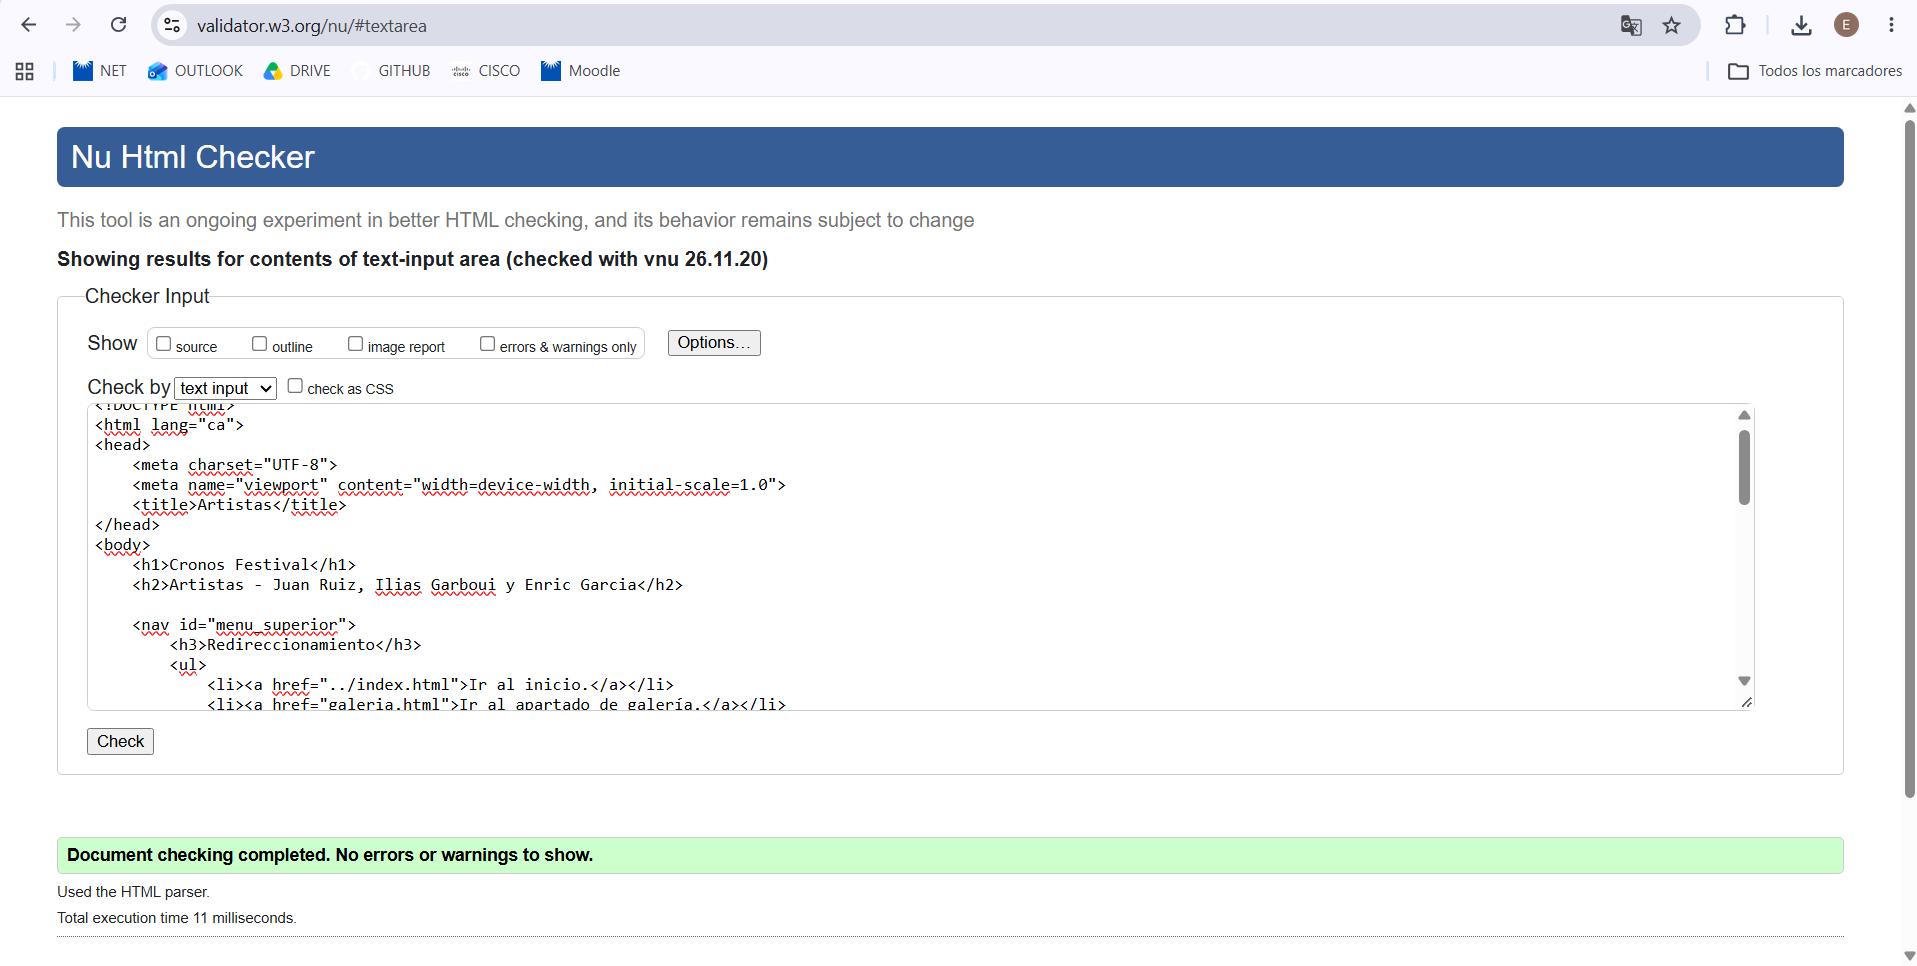 validator.w3.org/nu/#textarea
E
NET OUTLOOK DRIVE GITHUB CISCO Moodle Todos los marcadores
Nu Html Checker
This tool is an ongoing experiment in better HTML checking, and its behavior remains subject to change
Showing results for contents of text-input area (checked with vnu 26.11.20)
Checker Input
Show source outline image report errors & warnings only Options...
Check by text input check as CSS
<!DOCTYPE html>
<html lang="ca">
<head>
    <meta charset="UTF-8">
    <meta name="viewport" content="width=device-width, initial-scale=1.0">
    <title>Artistas</title>
</head>
<body>
    <h1>Cronos Festival</h1>
    <h2>Artistas - Juan Ruiz, Ilias Garboui y Enric Garcia</h2>
    <nav id="menu_superior">
        <h3>Redireccionamiento</h3>
        <ul>
            <li><a href="../index.html">Ir al inicio.</a></li>
            <li><a href="galeria.html">Ir al apartado de galería.</a></li>
Check
Document checking completed. No errors or warnings to show.
Used the HTML parser.
Total execution time 11 milliseconds.